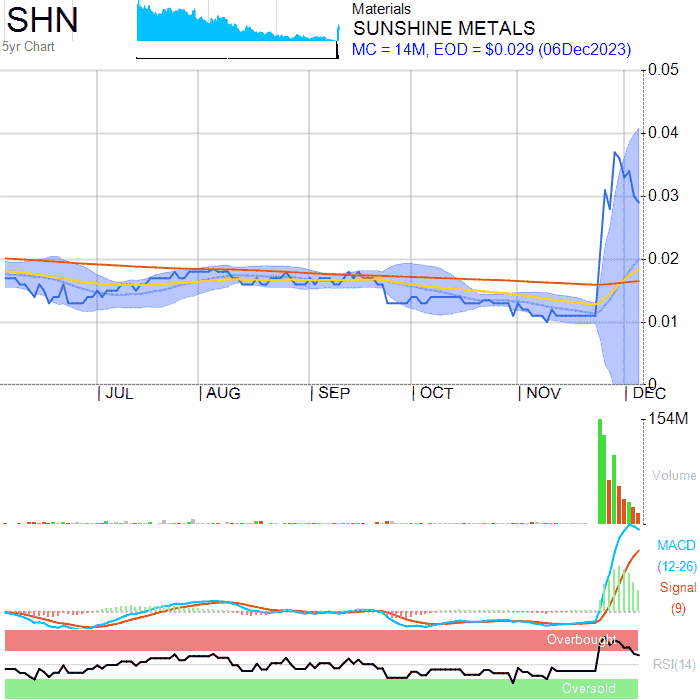 SHN
5yr Chart
Materials
SUNSHINE METALS
MC = 14M, EOD = $0.029 (06Dec2023)
0.05
0.04
0.03
0.02
0.01
0
JUL AUG SEP OCT NOV DEC
154M
Volume
MACD
(12-26)
Signal
(9)
Overbought
RSI(14)
Oversold